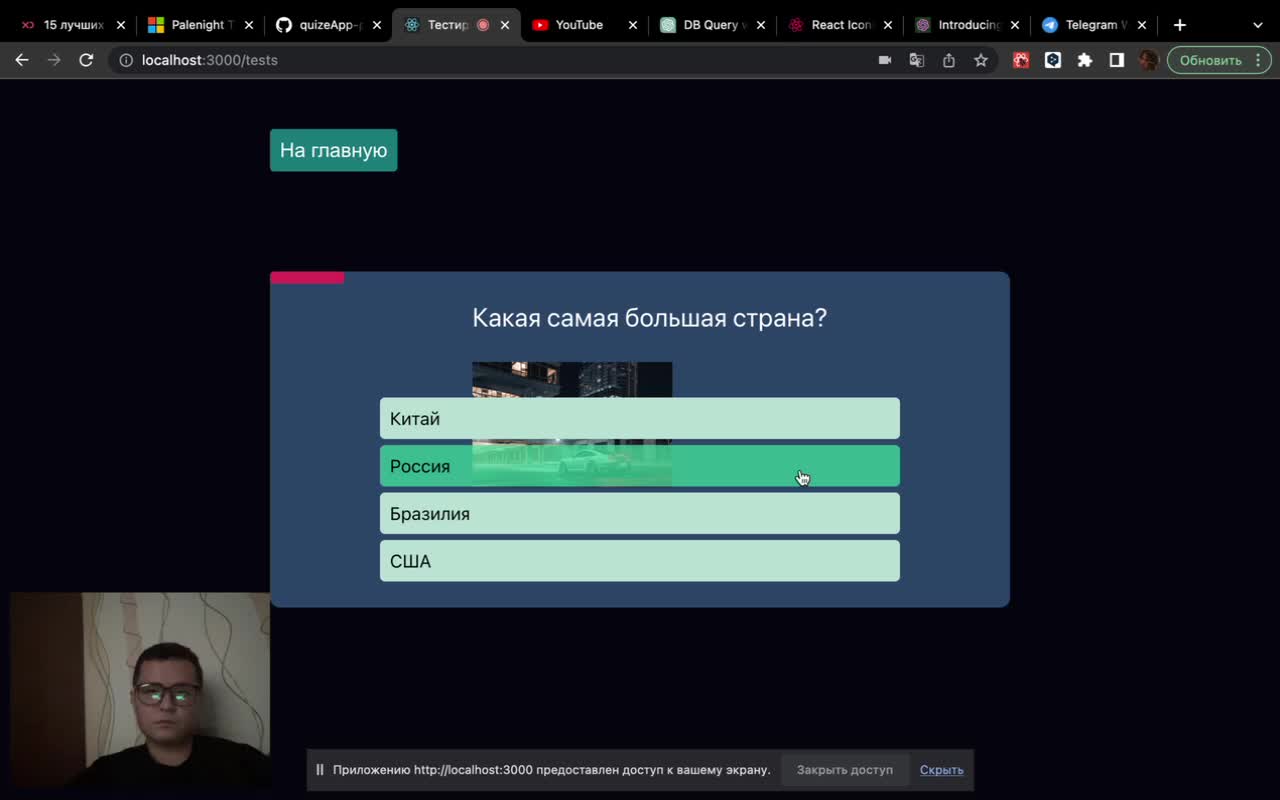 15 лучших
Palenight T
quizeApp-
Тестир
YouTube
DB Query
React Icon
Introducing
Telegram W
localhost:3000/tests
Обновить
На главную
Какая самая большая страна?
Китай
Россия
Бразилия
США
Приложению http://localhost:3000 предоставлен доступ к вашему экрану.
Закрыть доступ
Скрыть